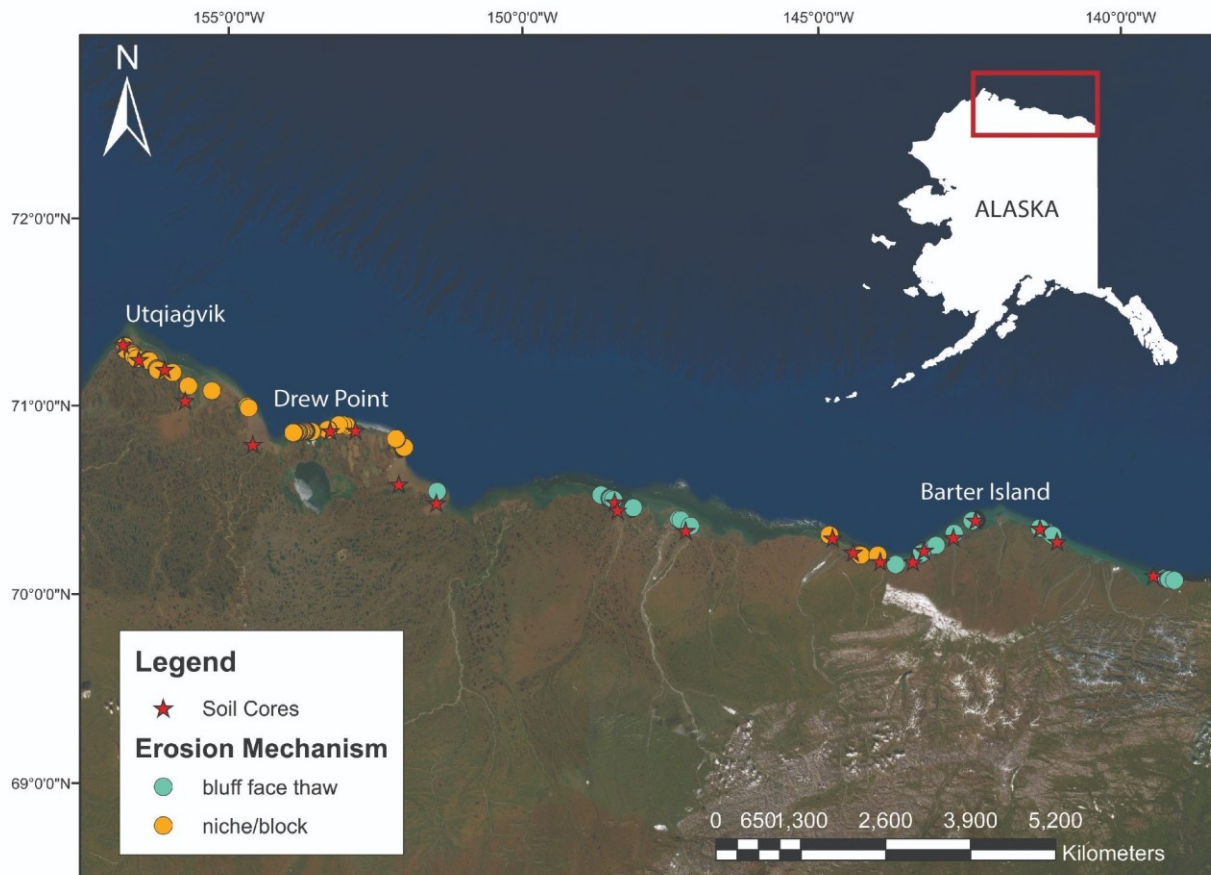 155°0'0"W 150°0'0"W 145°0'0"W 140°0'0"W
N
72°0'0"N
ALASKA
Utqiaġvik
71°0'0"N
Drew Point
Barter Island
70°0'0"N
Legend
Soil Cores
Erosion Mechanism
69°0'0"N
bluff face thaw
niche/block
0 6501,300 2,600 3,900 5,200
Kilometers